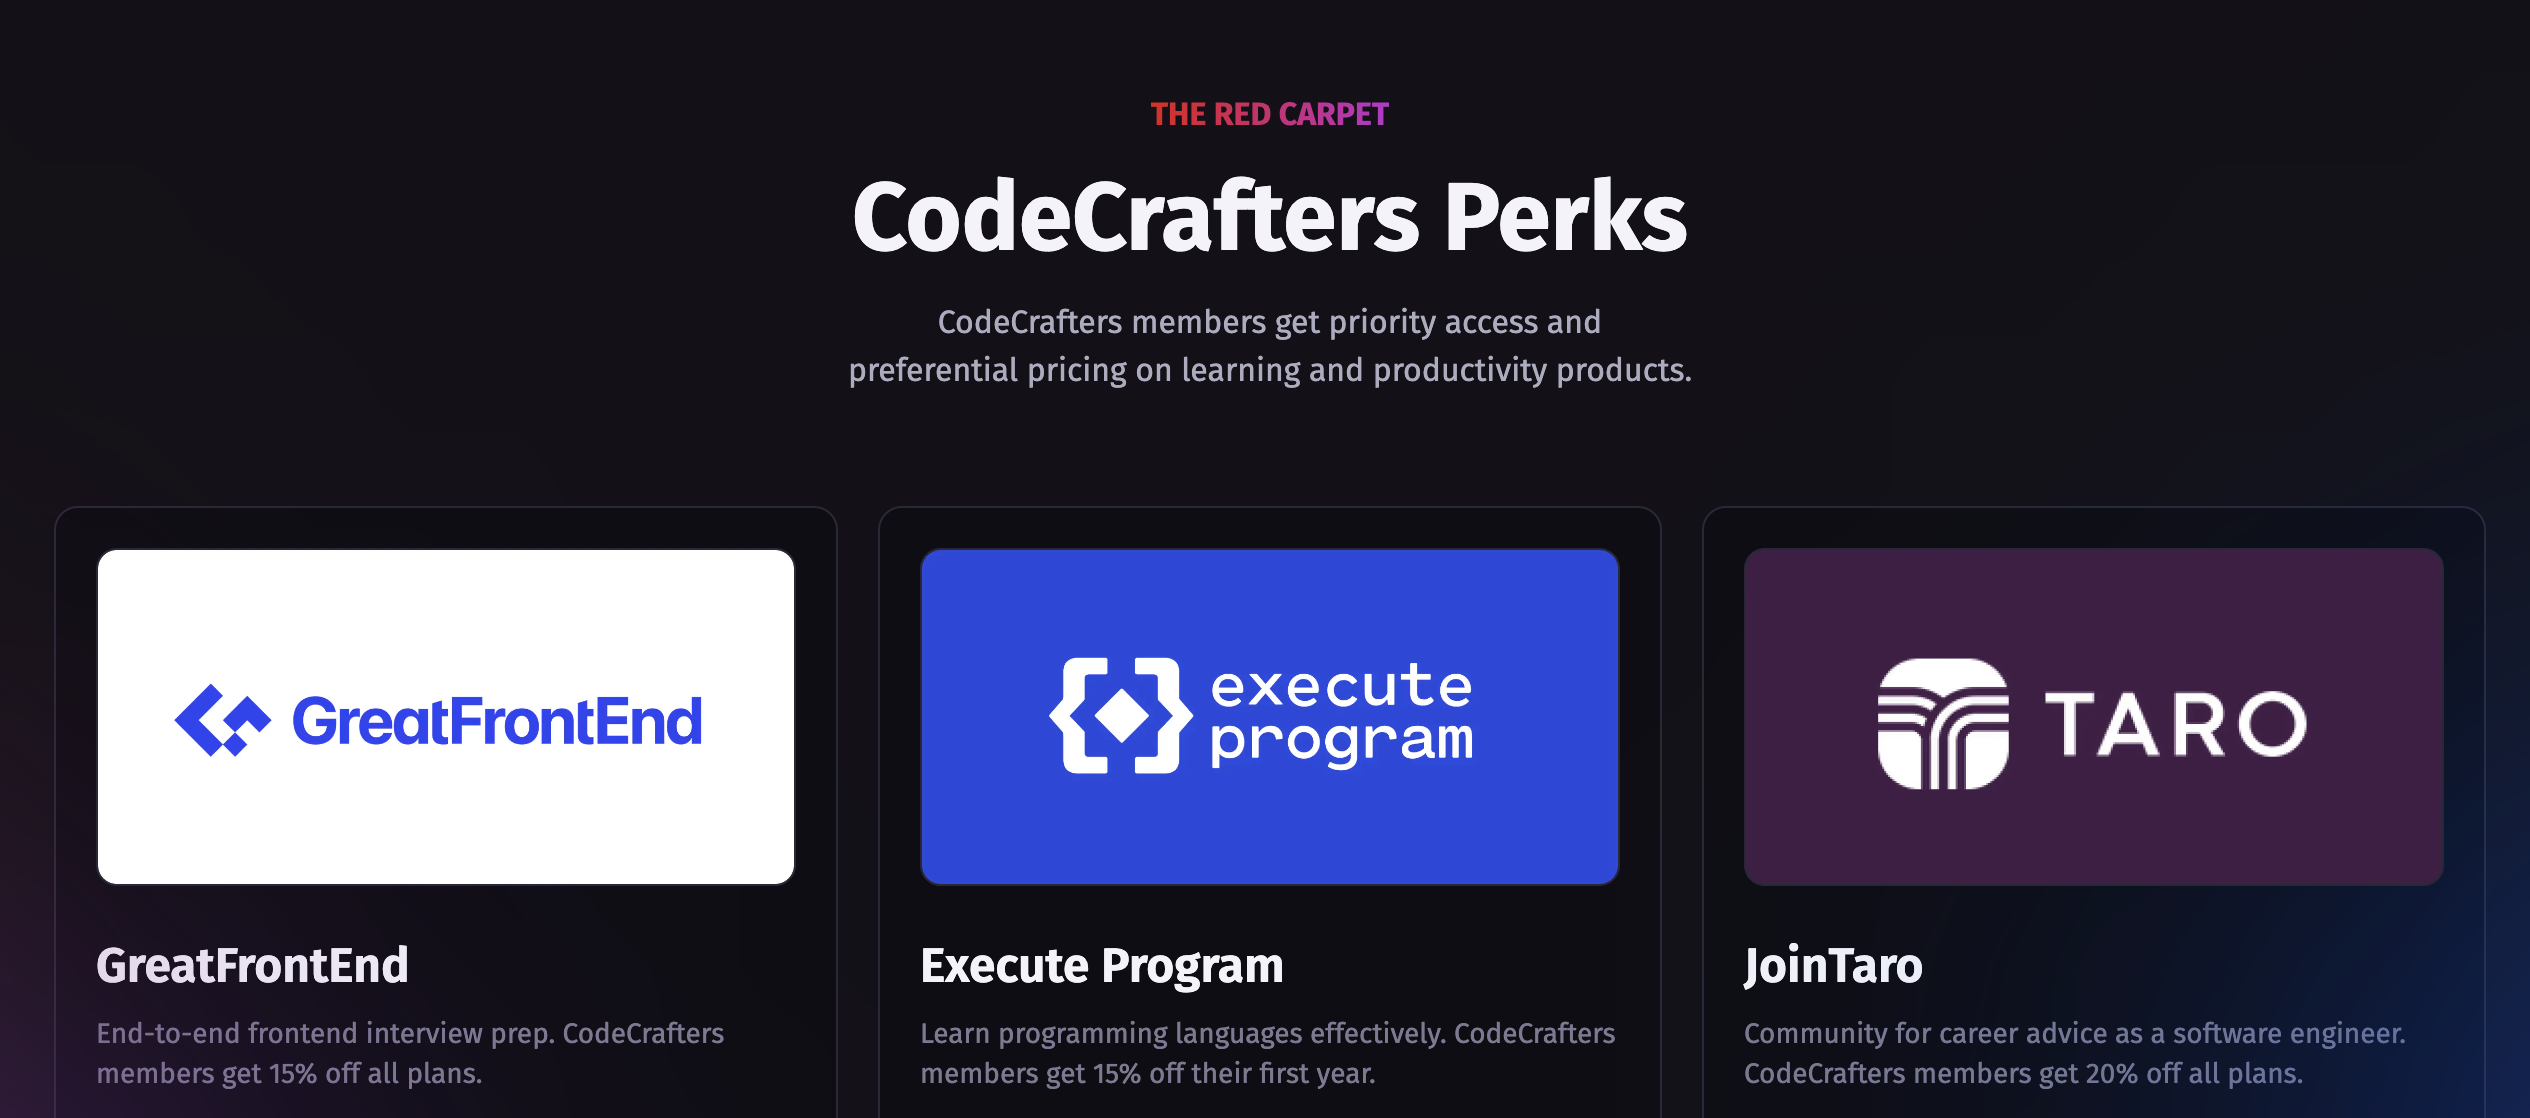 THE RED CARPET
CodeCrafters Perks
CodeCrafters members get priority access and
preferential pricing on learning and productivity products.
GreatFrontEnd
GreatFrontEnd
End-to-end frontend interview prep. CodeCrafters
members get 15% off all plans.
execute
program
Execute Program
Learn programming languages effectively. CodeCrafters
members get 15% off their first year.
TARO
JoinTaro
Community for career advice as a software engineer.
CodeCrafters members get 20% off all plans.